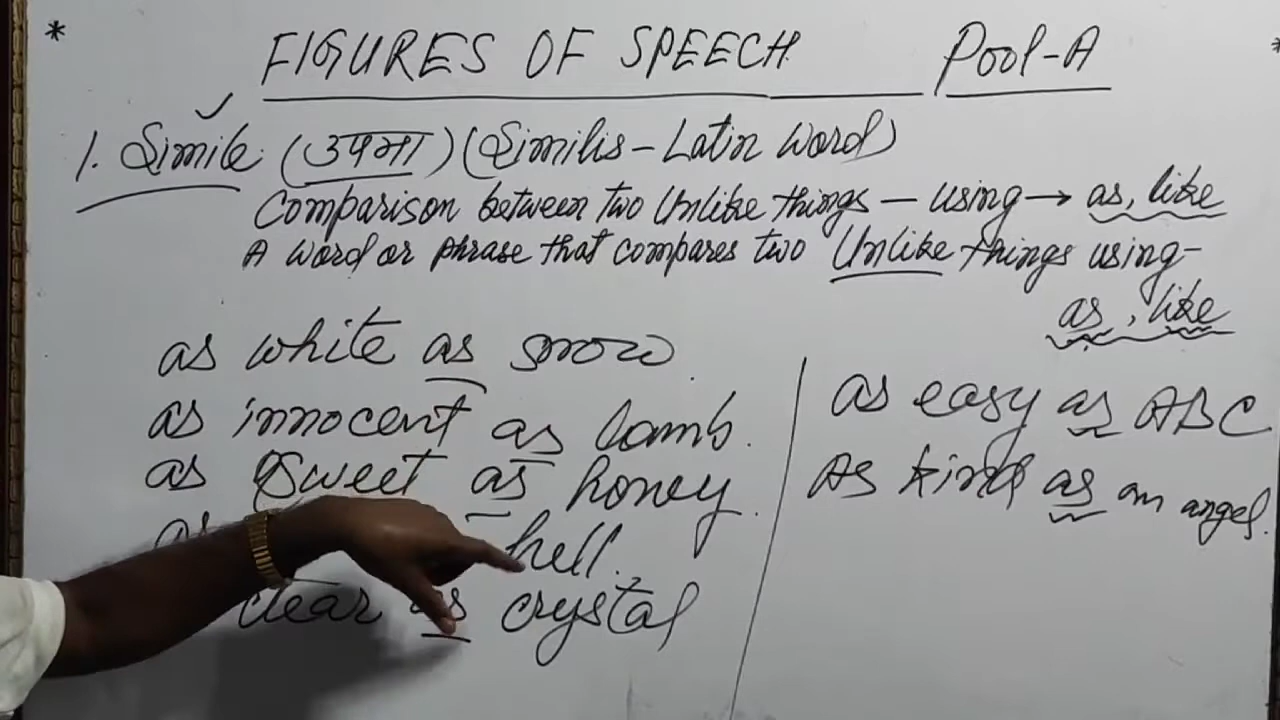 * FIGURES OF SPEECH Pool-A *
1. Simile (उपमा) (Similis - Latin Word)
Comparison between two Unlike things - using → as, like
A word or phrase that compares two Unlike things using-
as, like
as white as snow.
as innocent as lamb.
as sweet as honey.
as hell.
clear as crystal
as easy as ABC
As kind as an angel.